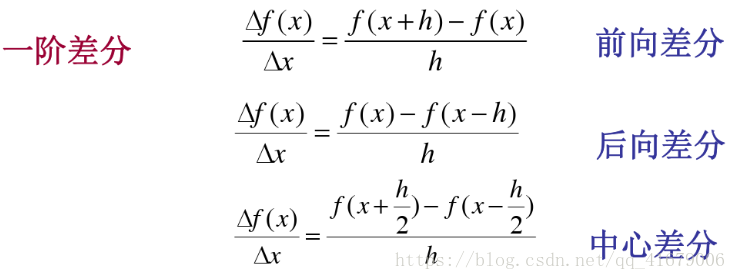 一阶差分
Δf(x)/Δx = (f(x+h)−f(x))/h 前向差分
Δf(x)/Δx = (f(x)−f(x−h))/h 后向差分
Δf(x)/Δx = (f(x+h/2)−f(x−h/2))/h 中心差分
https://blog.csdn.net/qq_41679006